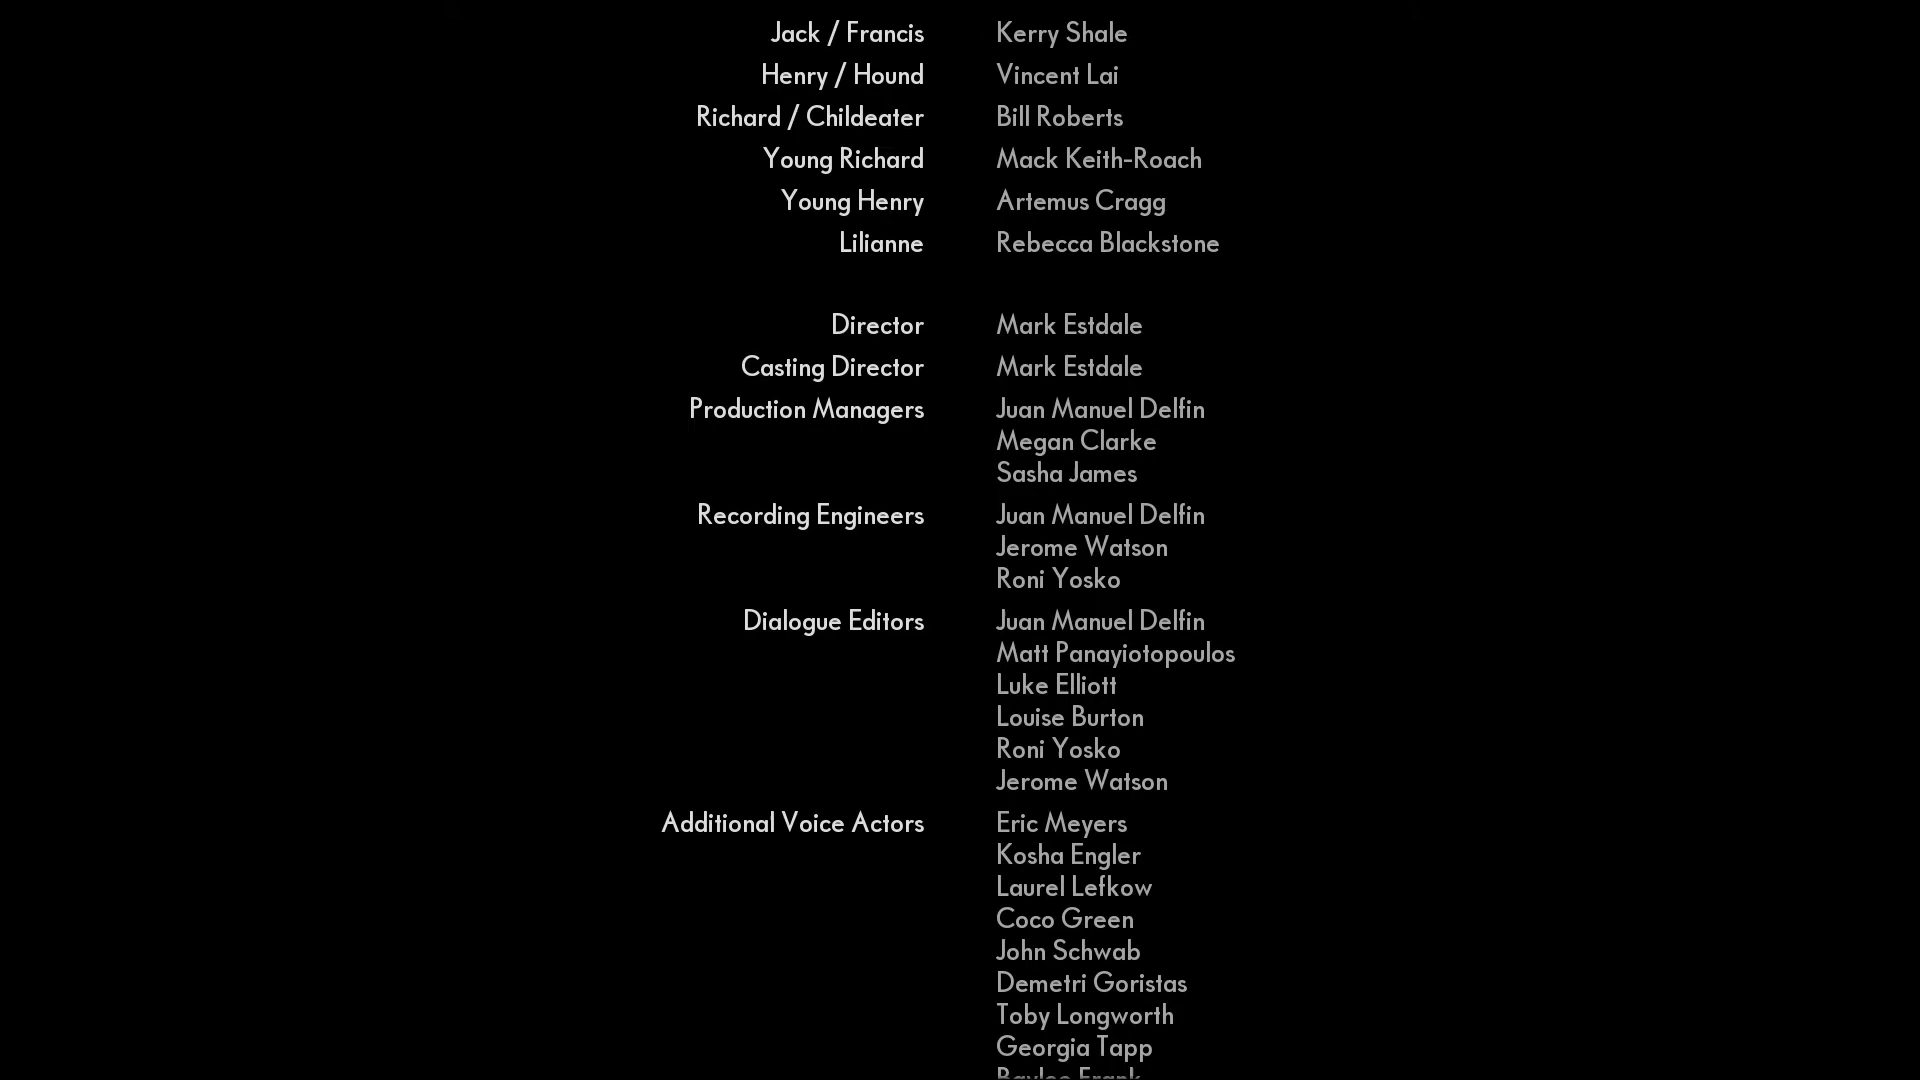 Jack / Francis Kerry Shale
Henry / Hound Vincent Lai
Richard / Childeater Bill Roberts
Young Richard Mack Keith-Roach
Young Henry Artemus Cragg
Lilianne Rebecca Blackstone
Director Mark Estdale
Casting Director Mark Estdale
Production Managers Juan Manuel Delfin
Megan Clarke
Sasha James
Recording Engineers Juan Manuel Delfin
Jerome Watson
Roni Yosko
Dialogue Editors Juan Manuel Delfin
Matt Panayiotopoulos
Luke Elliott
Louise Burton
Roni Yosko
Jerome Watson
Additional Voice Actors Eric Meyers
Kosha Engler
Laurel Lefkow
Coco Green
John Schwab
Demetri Goristas
Toby Longworth
Georgia Tapp